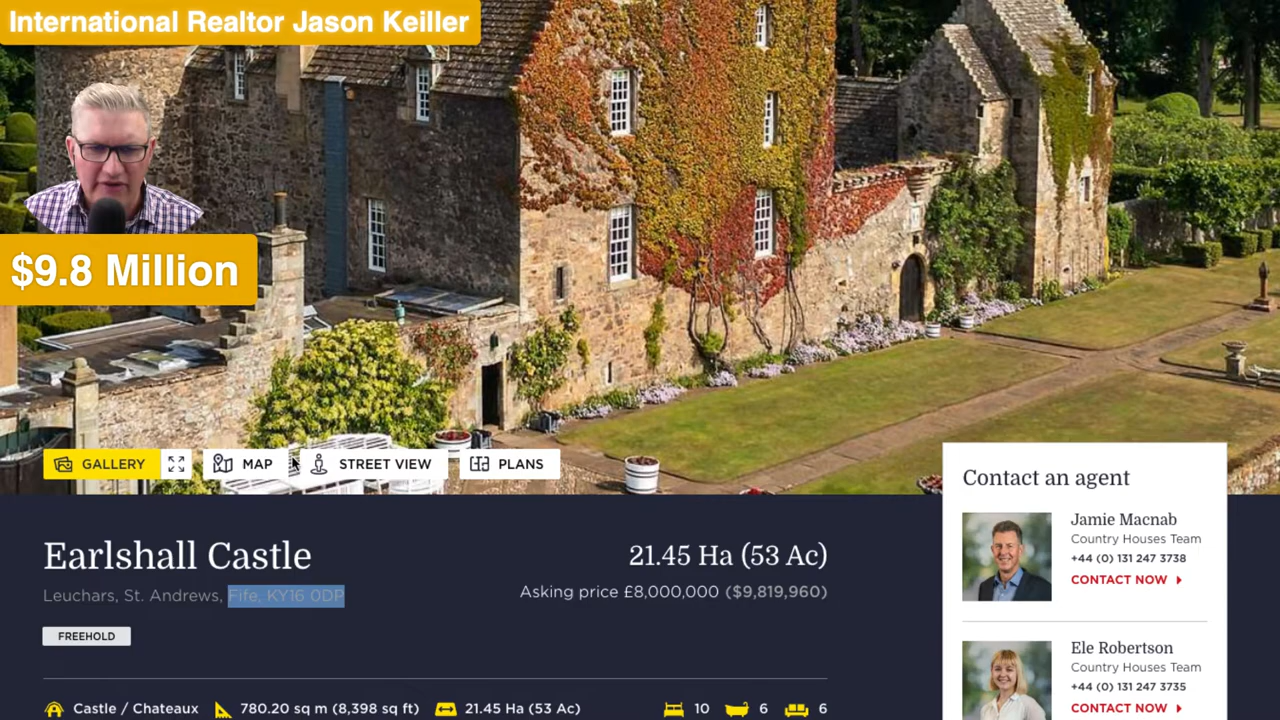 International Realtor Jason Keiller
$9.8 Million
GALLERY
MAP
STREET VIEW
PLANS
Earlshall Castle
Leuchars, St. Andrews, Fife, KY16 0DP
FREEHOLD
21.45 Ha (53 Ac)
Asking price £8,000,000 ($9,819,960)
Castle / Chateaux 780.20 sq m (8,398 sq ft) 21.45 Ha (53 Ac) 10 6 6
Contact an agent
Jamie Macnab
Country Houses Team
+44 (0) 131 247 3738
CONTACT NOW
Ele Robertson
Country Houses Team
+44 (0) 131 247 3735
CONTACT NOW